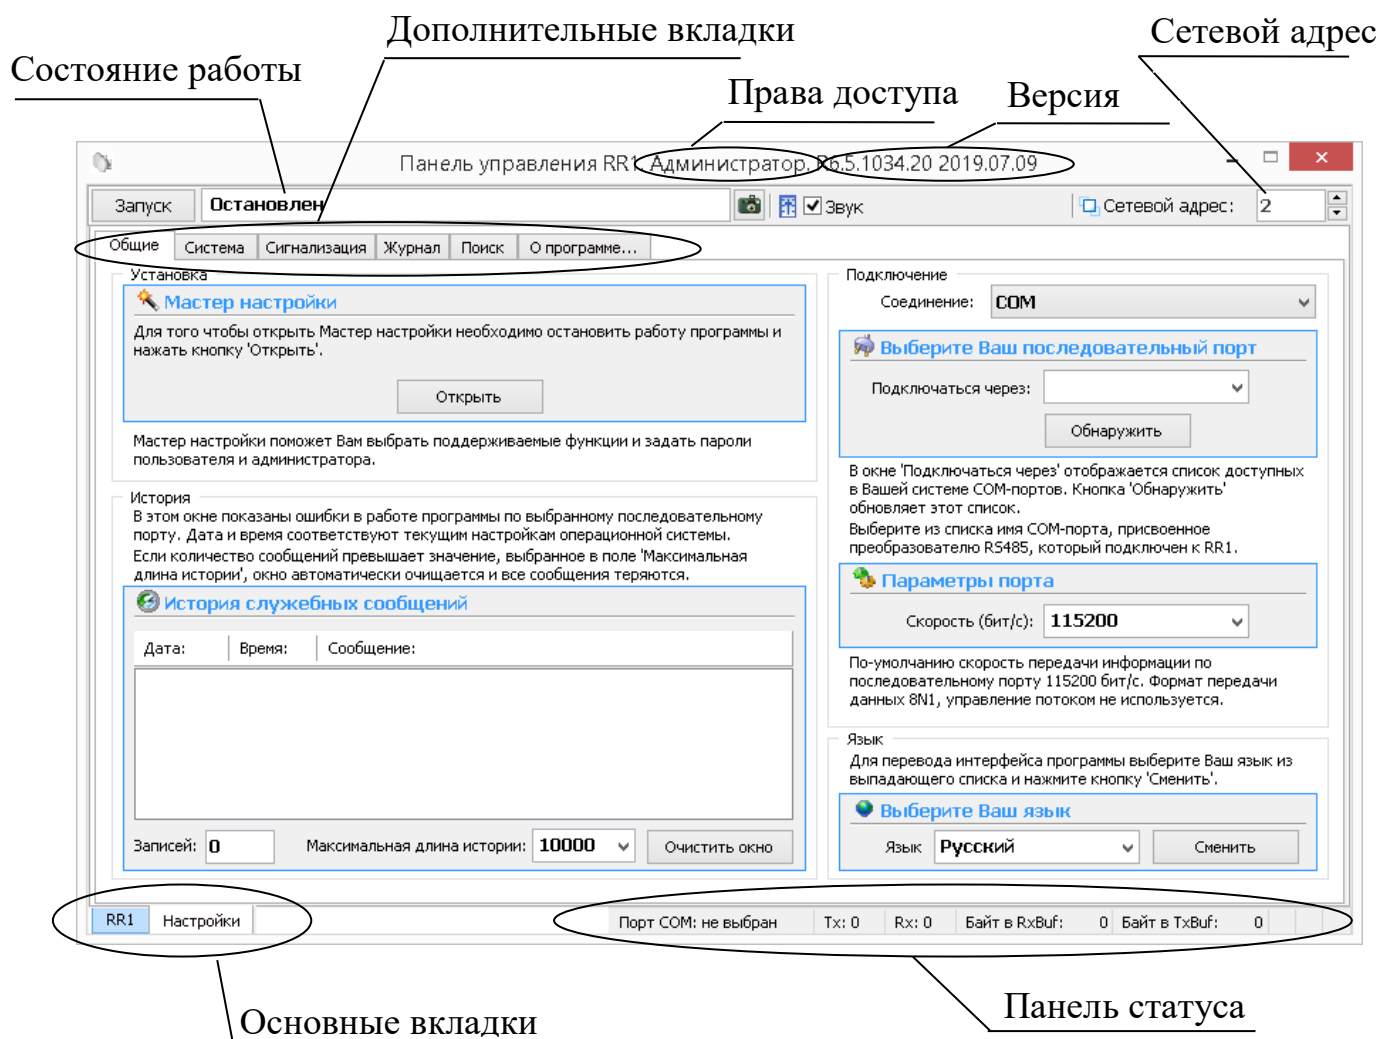 Дополнительные вкладки
Сетевой адрес
Состояние работы
Права доступа
Версия
Панель управления RR1. Администратор. R6.5.1034.20 2019.07.09
Запуск
Остановлен
Звук
Сетевой адрес:
2
Общие
Система
Сигнализация
Журнал
Поиск
О программе...
Установка
Мастер настройки
Для того чтобы открыть Мастер настройки необходимо остановить работу программы и
нажать кнопку 'Открыть'.
Открыть
Мастер настройки поможет Вам выбрать поддерживаемые функции и задать пароли
пользователя и администратора.
История
В этом окне показаны ошибки в работе программы по выбранному последовательному
порту. Дата и время соответствуют текущим настройкам операционной системы.
Если количество сообщений превышает значение, выбранное в поле 'Максимальная
длина истории', окно автоматически очищается и все сообщения теряются.
История служебных сообщений
Дата:
Время:
Сообщение:
Записей:
0
Максимальная длина истории:
10000
Очистить окно
Подключение
Соединение:
COM
Выберите Ваш последовательный порт
Подключаться через:
Обнаружить
В окне 'Подключаться через' отображается список доступных
в Вашей системе COM-портов. Кнопка 'Обнаружить'
обновляет этот список.
Выберите из списка имя COM-порта, присвоенное
преобразователю RS485, который подключен к RR1.
Параметры порта
Скорость (бит/с):
115200
По-умолчанию скорость передачи информации по
последовательному порту 115200 бит/с. Формат передачи
данных 8N1, управление потоком не используется.
Язык
Для перевода интерфейса программы выберите Ваш язык из
выпадающего списка и нажмите кнопку 'Сменить'.
Выберите Ваш язык
Язык
Русский
Сменить
RR1
Настройки
Порт COM: не выбран
Tx: 0
Rx: 0
Байт в RxBuf: 0
Байт в TxBuf: 0
Основные вкладки
Панель статуса